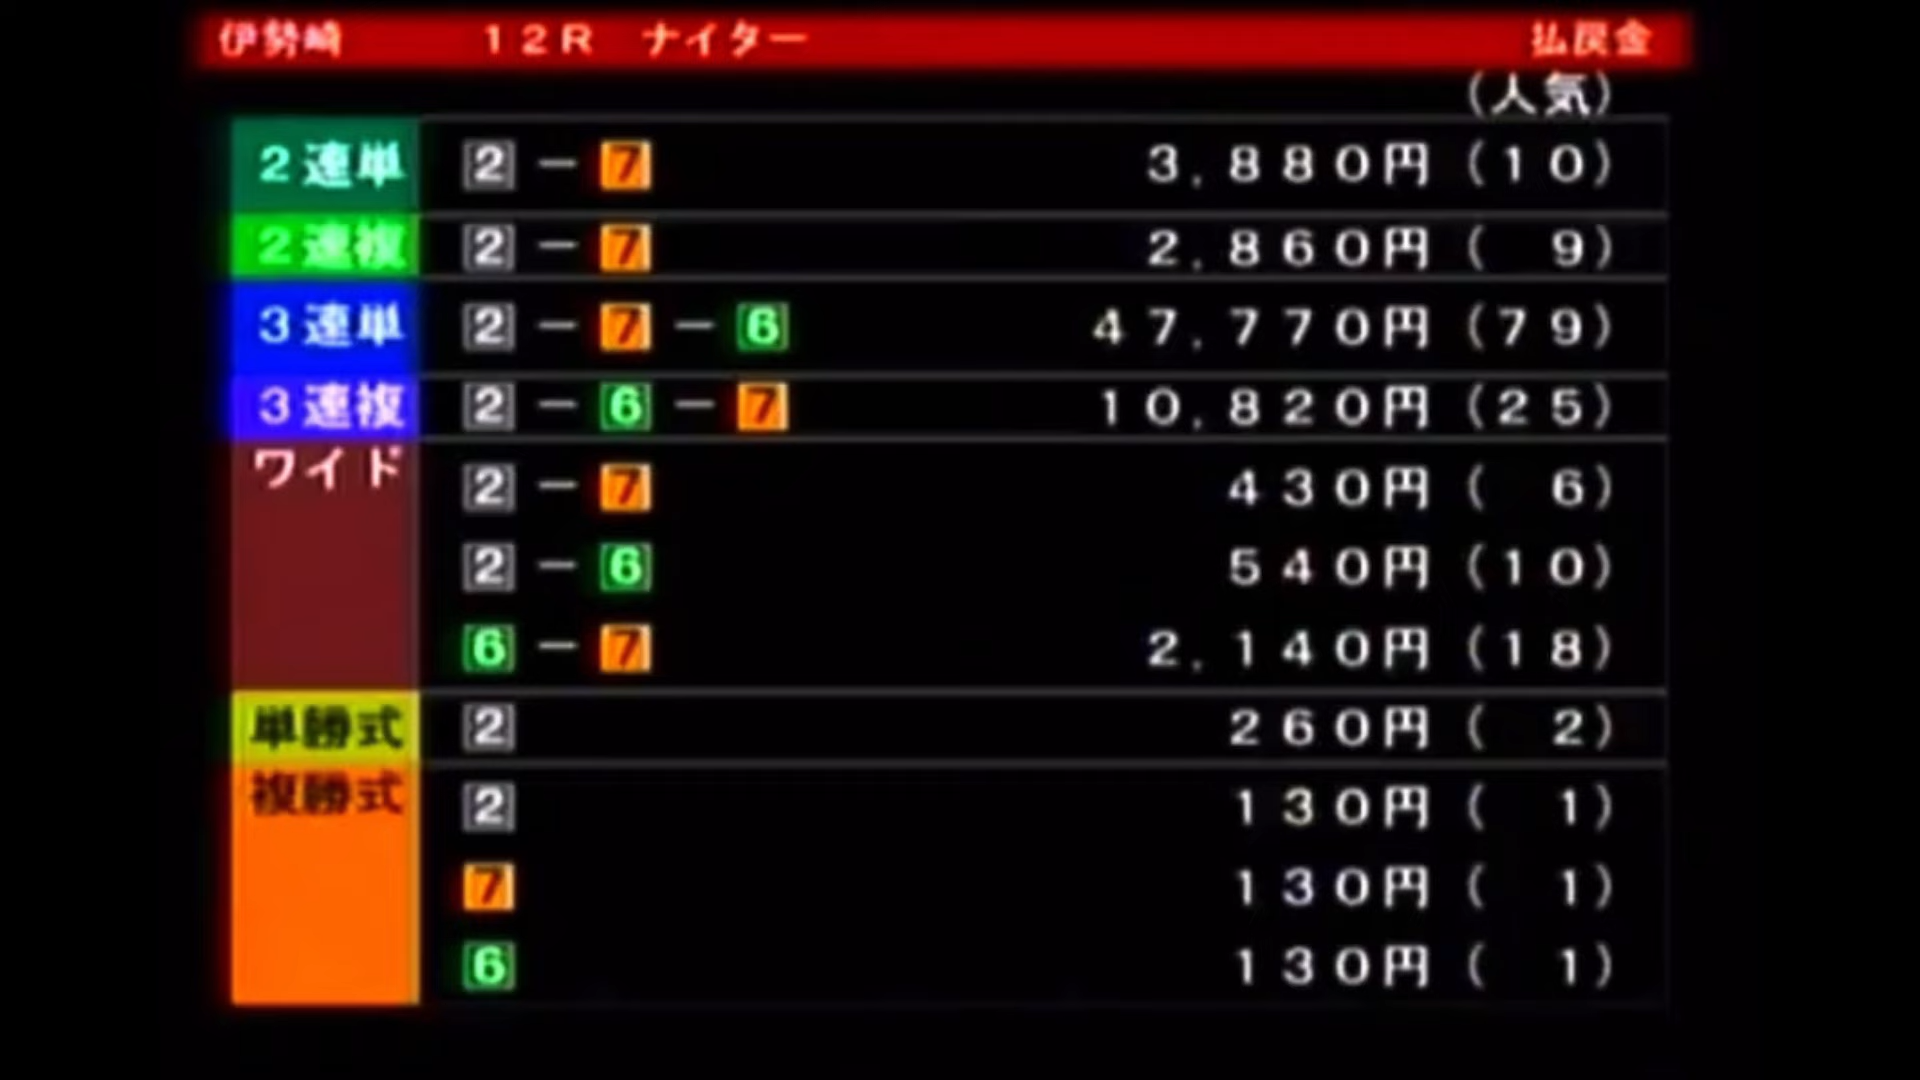 伊勢崎 12R ナイター 払戻金
(人気)
2連単 2-7 3,880円(10)
2連複 2-7 2,860円( 9)
3連単 2-7-6 47,770円(79)
3連複 2-6-7 10,820円(25)
ワイド 2-7 430円( 6)
2-6 540円(10)
6-7 2,140円(18)
単勝式 2 260円( 2)
複勝式 2 130円( 1)
7 130円( 1)
6 130円( 1)